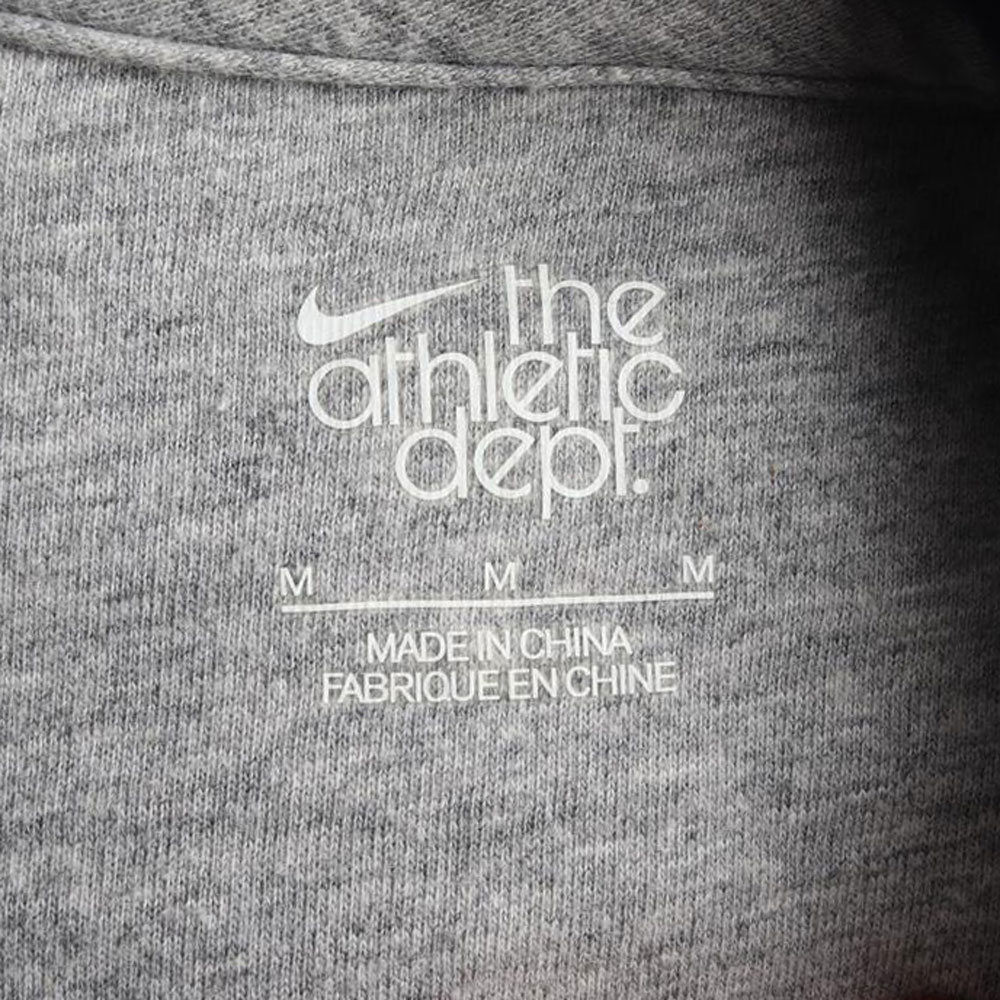 the
athletic
dept.
M M M
MADE IN CHINA
FABRIQUE EN CHINE